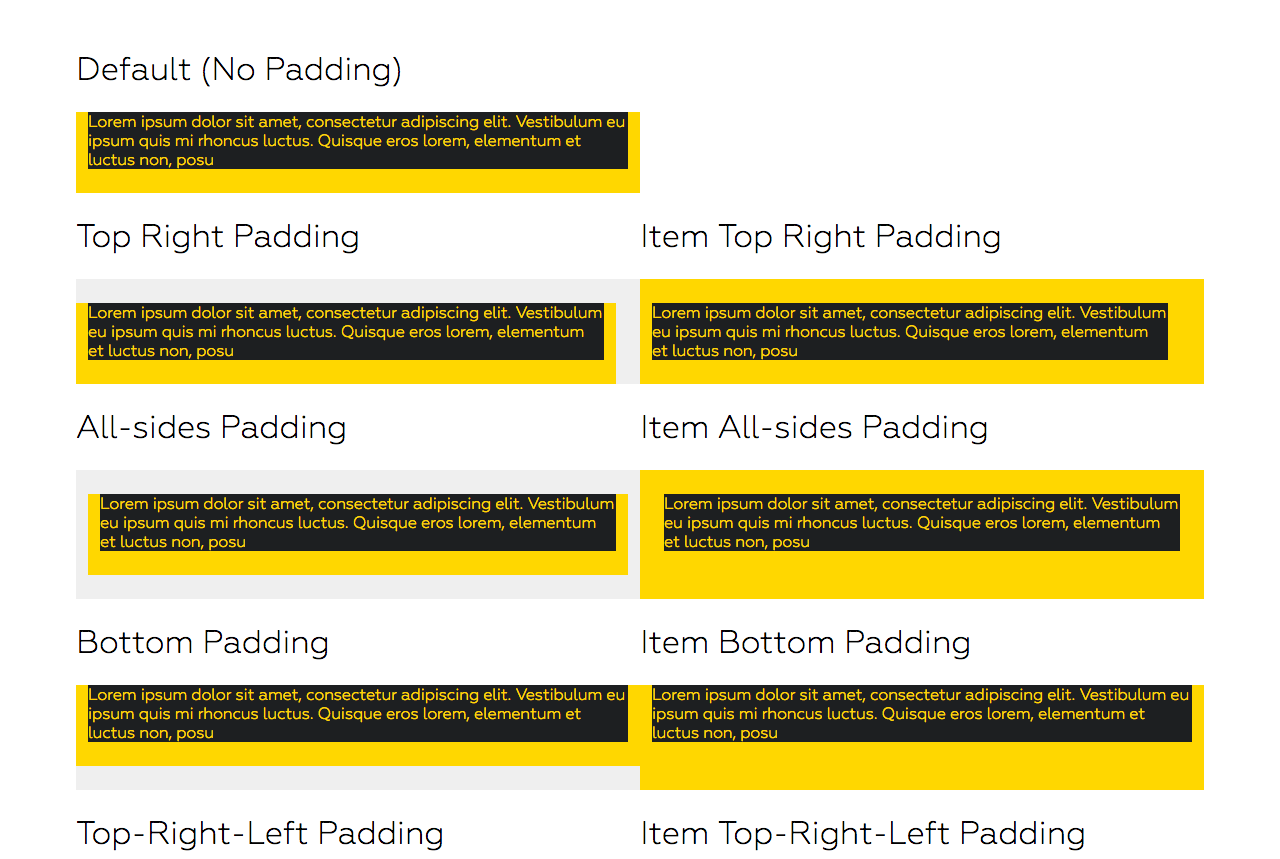 Default (No Padding)
Lorem ipsum dolor sit amet, consectetur adipiscing elit. Vestibulum eu
ipsum quis mi rhoncus luctus. Quisque eros lorem, elementum et
luctus non, posu
Top Right Padding
Lorem ipsum dolor sit amet, consectetur adipiscing elit. Vestibulum
eu ipsum quis mi rhoncus luctus. Quisque eros lorem, elementum
et luctus non, posu
Item Top Right Padding
Lorem ipsum dolor sit amet, consectetur adipiscing elit. Vestibulum
eu ipsum quis mi rhoncus luctus. Quisque eros lorem, elementum
et luctus non, posu
All-sides Padding
Lorem ipsum dolor sit amet, consectetur adipiscing elit. Vestibulum
eu ipsum quis mi rhoncus luctus. Quisque eros lorem, elementum
et luctus non, posu
Item All-sides Padding
Lorem ipsum dolor sit amet, consectetur adipiscing elit. Vestibulum
eu ipsum quis mi rhoncus luctus. Quisque eros lorem, elementum
et luctus non, posu
Bottom Padding
Lorem ipsum dolor sit amet, consectetur adipiscing elit. Vestibulum eu
ipsum quis mi rhoncus luctus. Quisque eros lorem, elementum et
luctus non, posu
Item Bottom Padding
Lorem ipsum dolor sit amet, consectetur adipiscing elit. Vestibulum eu
ipsum quis mi rhoncus luctus. Quisque eros lorem, elementum et
luctus non, posu
Top-Right-Left Padding
Item Top-Right-Left Padding